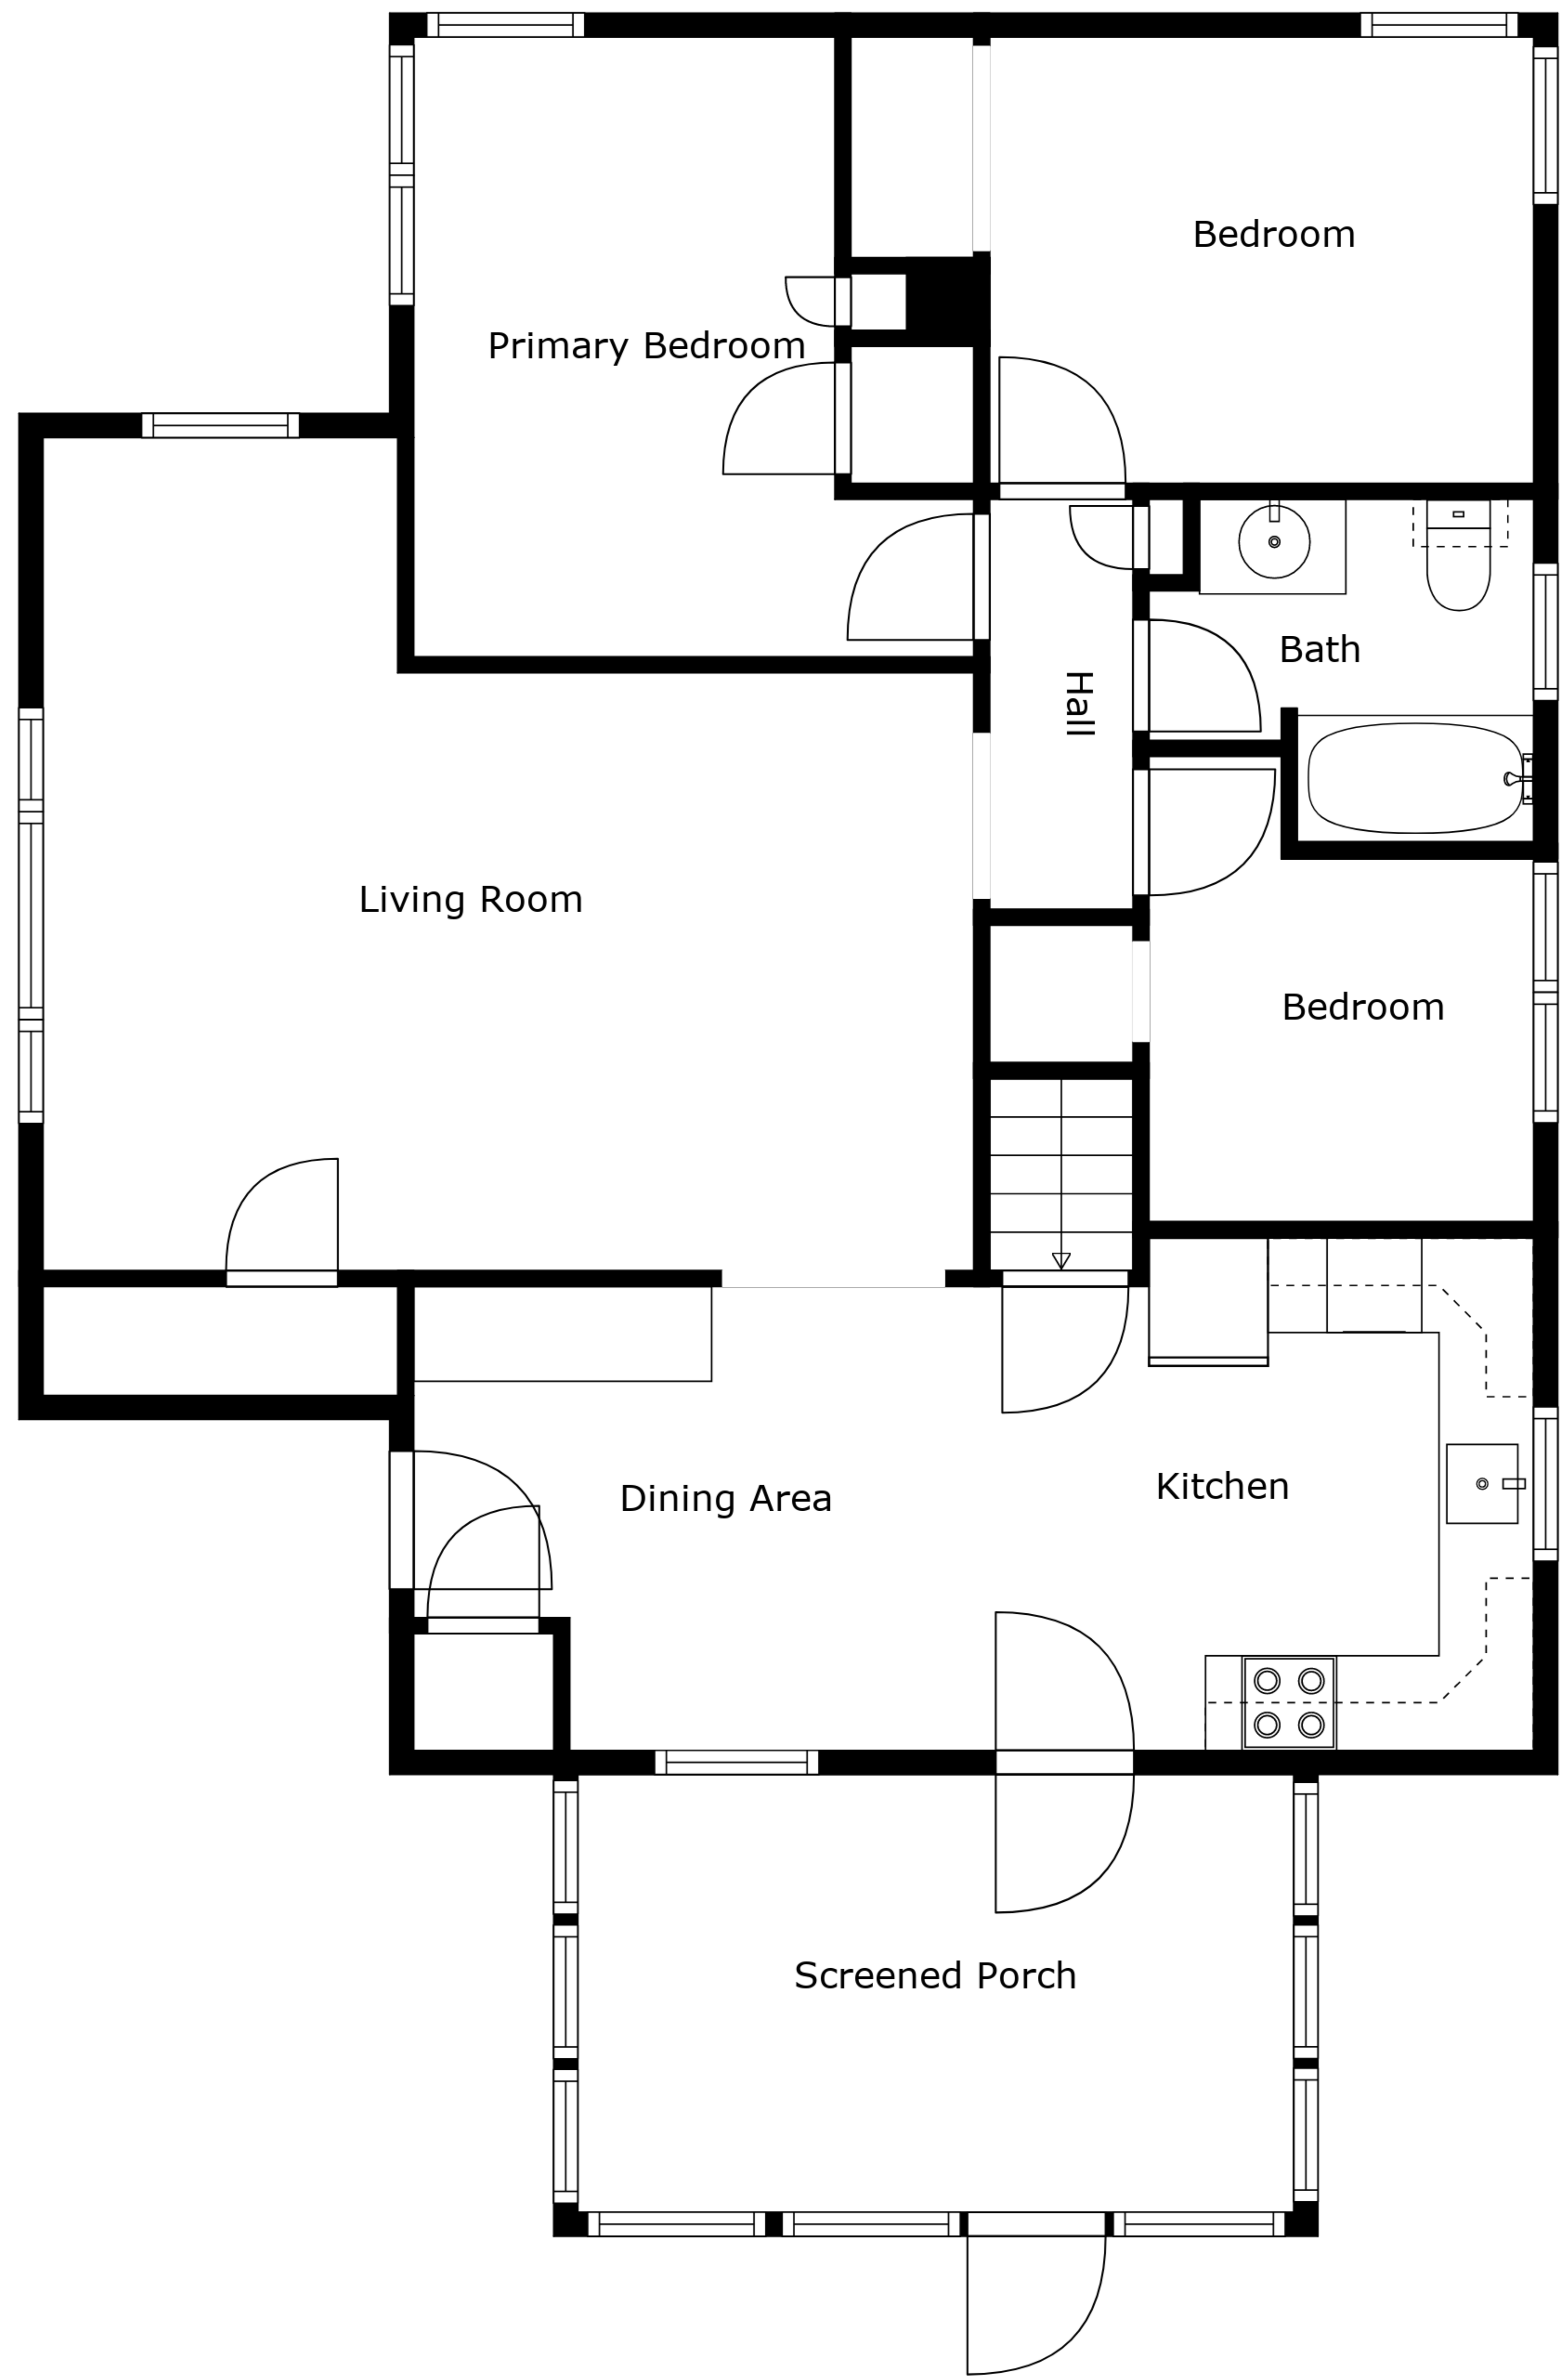 Bedroom
Primary Bedroom
Bath
Hall
Living Room
Bedroom
Dining Area
Kitchen
Screened Porch